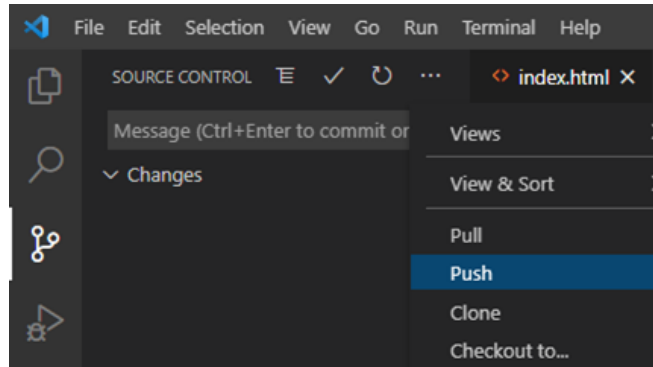 File Edit Selection View Go Run Terminal Help
SOURCE CONTROL
index.html
Message (Ctrl+Enter to commit or
Changes
Views
View & Sort
Pull
Push
Clone
Checkout to...